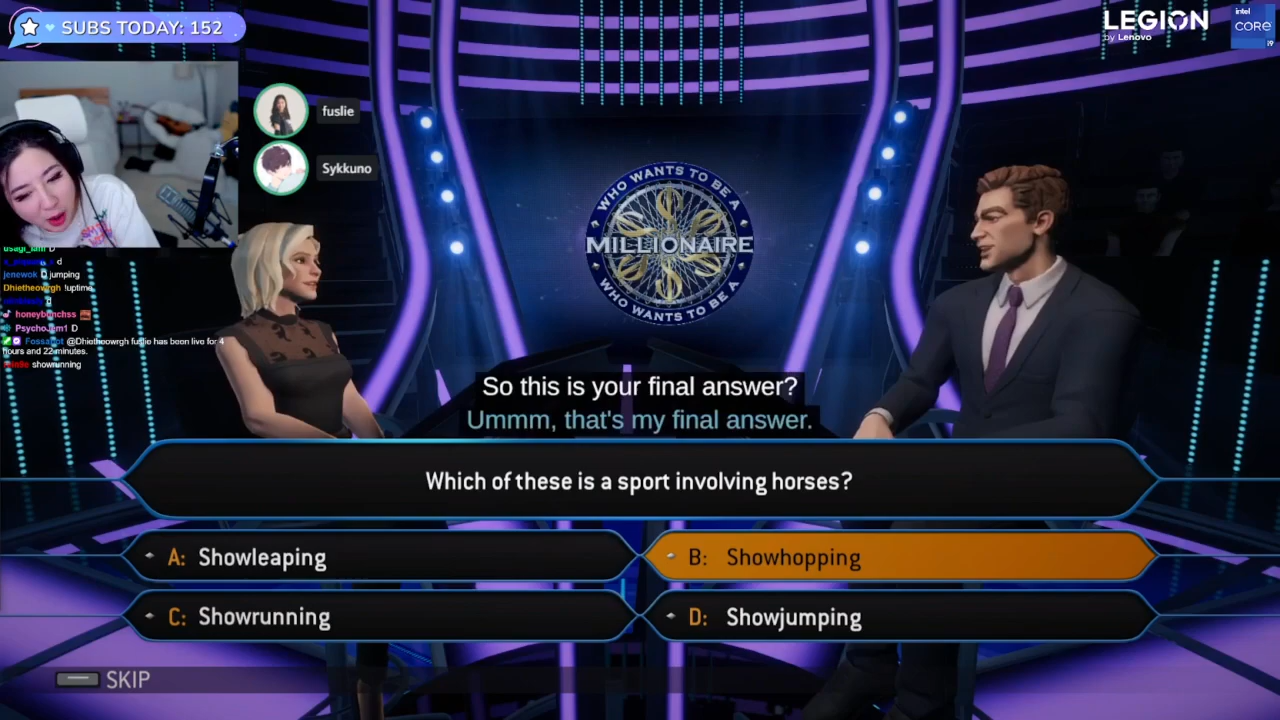 SUBS TODAY: 152
LEGION
by Lenovo
intel
CORE
i9
fuslie
Sykkuno
WHO WANTS TO BE A
MILLIONAIRE
WHO WANTS TO BE A
d
jenewok jumping
Dhietheowrgh !uptime
honeybunchss
PsychoJam1 D
Fossabot @Dhietheowrgh fuslie has been live for 4
hours and 22 minutes.
showrunning
So this is your final answer?
Ummm, that's my final answer.
Which of these is a sport involving horses?
A: Showleaping
B: Showhopping
C: Showrunning
D: Showjumping
SKIP